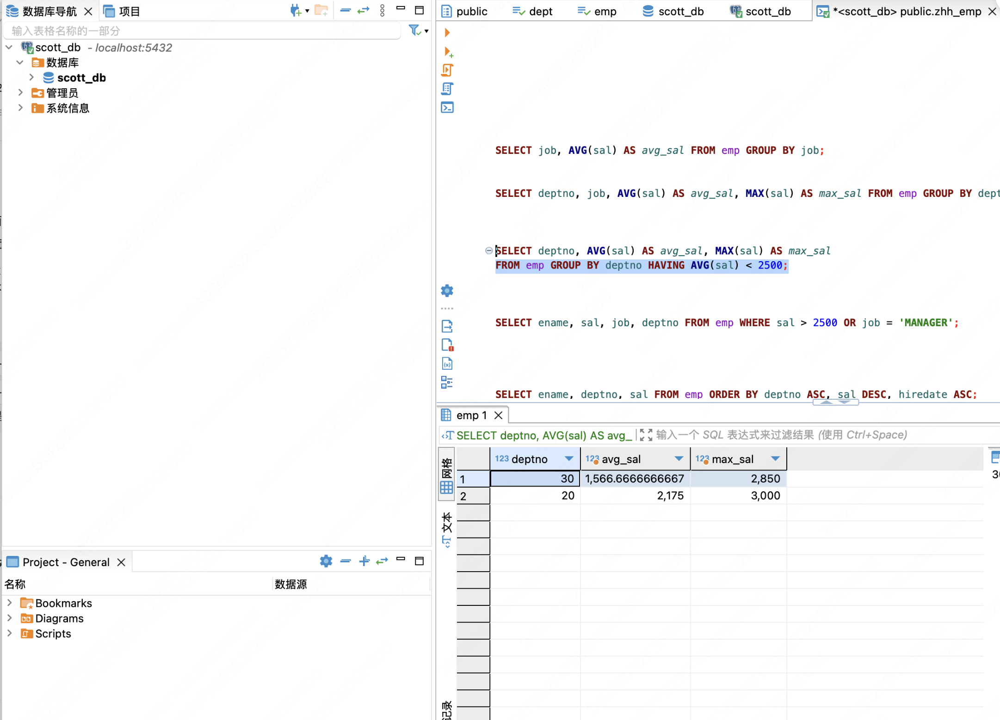 数据库导航
项目
输入表格名称的一部分
scott_db - localhost:5432
数据库
scott_db
管理员
系统信息
Project - General
名称 数据源
Bookmarks
Diagrams
Scripts
public dept emp scott_db scott_db *<scott_db> public.zhh_emp
SELECT job, AVG(sal) AS avg_sal FROM emp GROUP BY job;
SELECT deptno, job, AVG(sal) AS avg_sal, MAX(sal) AS max_sal FROM emp GROUP BY dept
SELECT deptno, AVG(sal) AS avg_sal, MAX(sal) AS max_sal
FROM emp GROUP BY deptno HAVING AVG(sal) < 2500;
SELECT ename, sal, job, deptno FROM emp WHERE sal > 2500 OR job = 'MANAGER';
SELECT ename, deptno, sal FROM emp ORDER BY deptno ASC, sal DESC, hiredate ASC;
emp 1
SELECT deptno, AVG(sal) AS avg_ 输入一个 SQL 表达式来过滤结果 (使用 Ctrl+Space)
网格
文本
记录
123 deptno 123 avg_sal 123 max_sal
1 30 1,566.6666666667 2,850
2 20 2,175 3,000